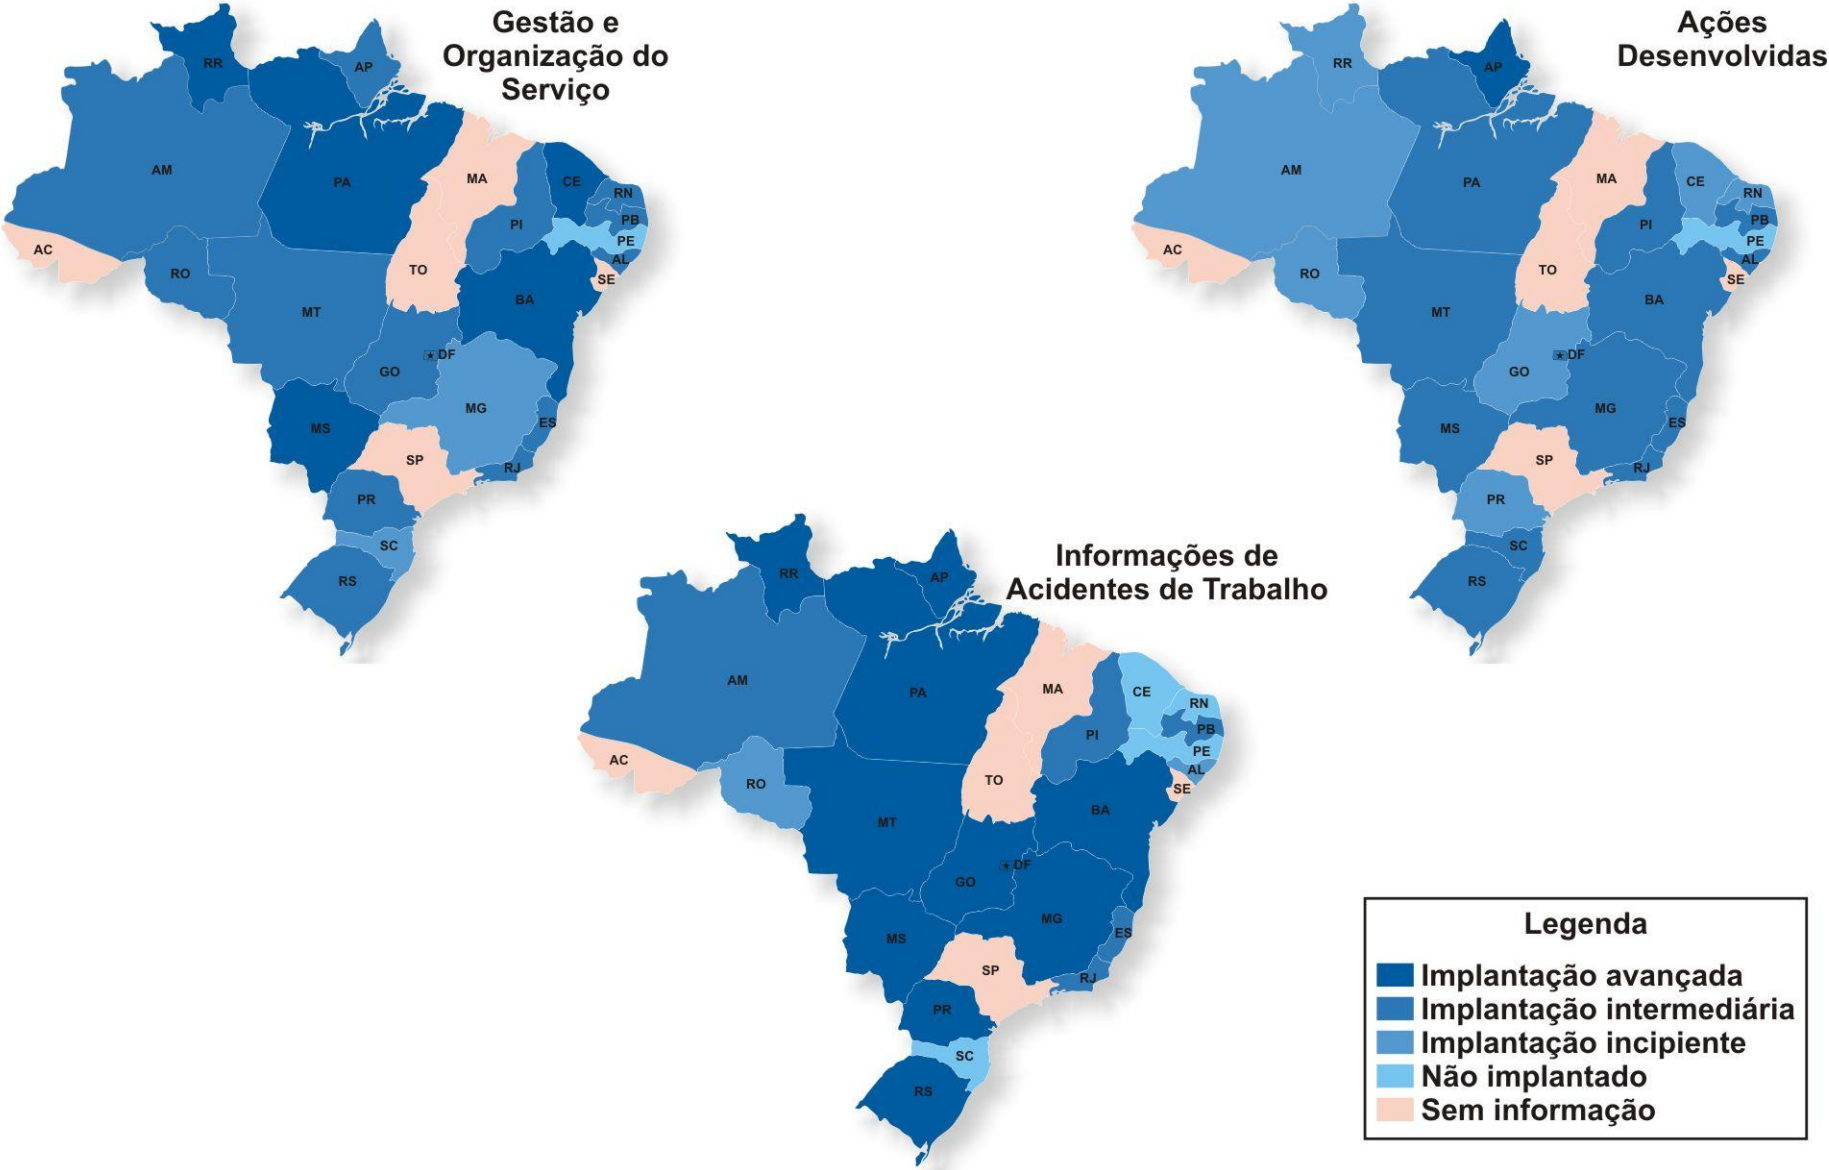 Gestão e
Organização do
Serviço
RR
AP
AM
PA
MA
CE
RN
PB
PI
PE
AL
AC
SE
TO
RO
BA
MT
DF
GO
MG
ES
MS
SP
RJ
PR
SC
RS
Ações
Desenvolvidas
RR
AP
AM
PA
MA
CE
RN
PB
PI
PE
AL
AC
SE
TO
RO
BA
MT
DF
GO
MG
ES
MS
SP
RJ
PR
SC
RS
Informações de
Acidentes de Trabalho
RR
AP
AM
PA
MA
CE
RN
PB
PI
PE
AL
AC
SE
TO
RO
BA
MT
DF
GO
MG
ES
MS
SP
RJ
PR
SC
RS
Legenda
Implantação avançada
Implantação intermediária
Implantação incipiente
Não implantado
Sem informação